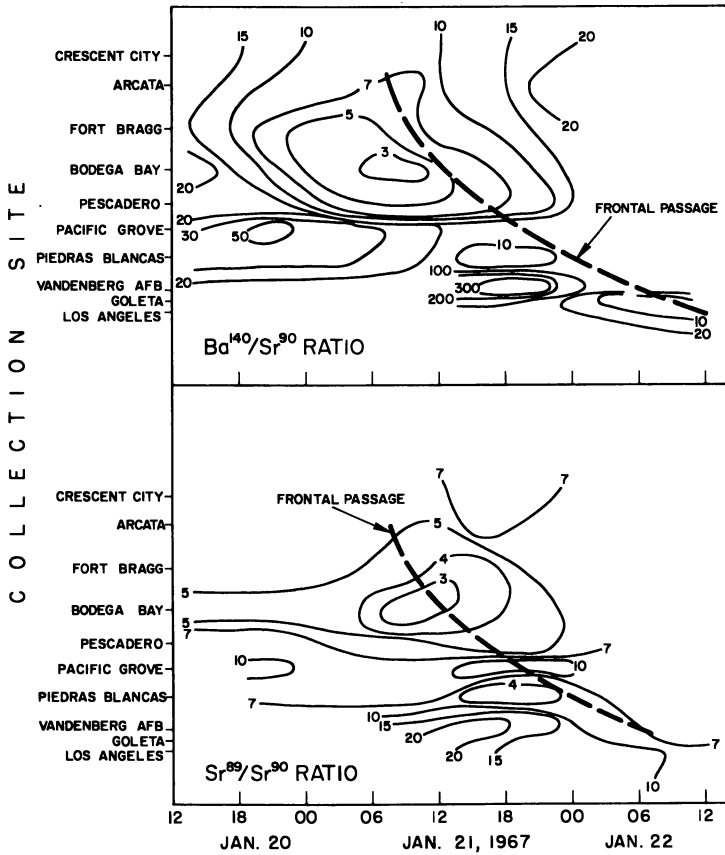 COLLECTION SITE
15 10 10 15 20
CRESCENT CITY
ARCATA
7
20
FORT BRAGG
5
3
BODEGA BAY
20
PESCADERO
20
FRONTAL PASSAGE
PACIFIC GROVE
30 50
PIEDRAS BLANCAS
10
100
VANDENBERG AFB
20
300
GOLETA
200
LOS ANGELES
10
20
Ba¹⁴⁰/Sr⁹⁰ RATIO
7 7
CRESCENT CITY
FRONTAL PASSAGE
ARCATA
5
4
FORT BRAGG
3
5
BODEGA BAY
5
7
PESCADERO
7
PACIFIC GROVE
10 10
PIEDRAS BLANCAS
4
7
10
VANDENBERG AFB
15
20
GOLETA
7
LOS ANGELES
20 15
10
Sr⁸⁹/Sr⁹⁰ RATIO
12 18 00 06 12 18 00 06 12
JAN. 20 JAN. 21, 1967 JAN. 22